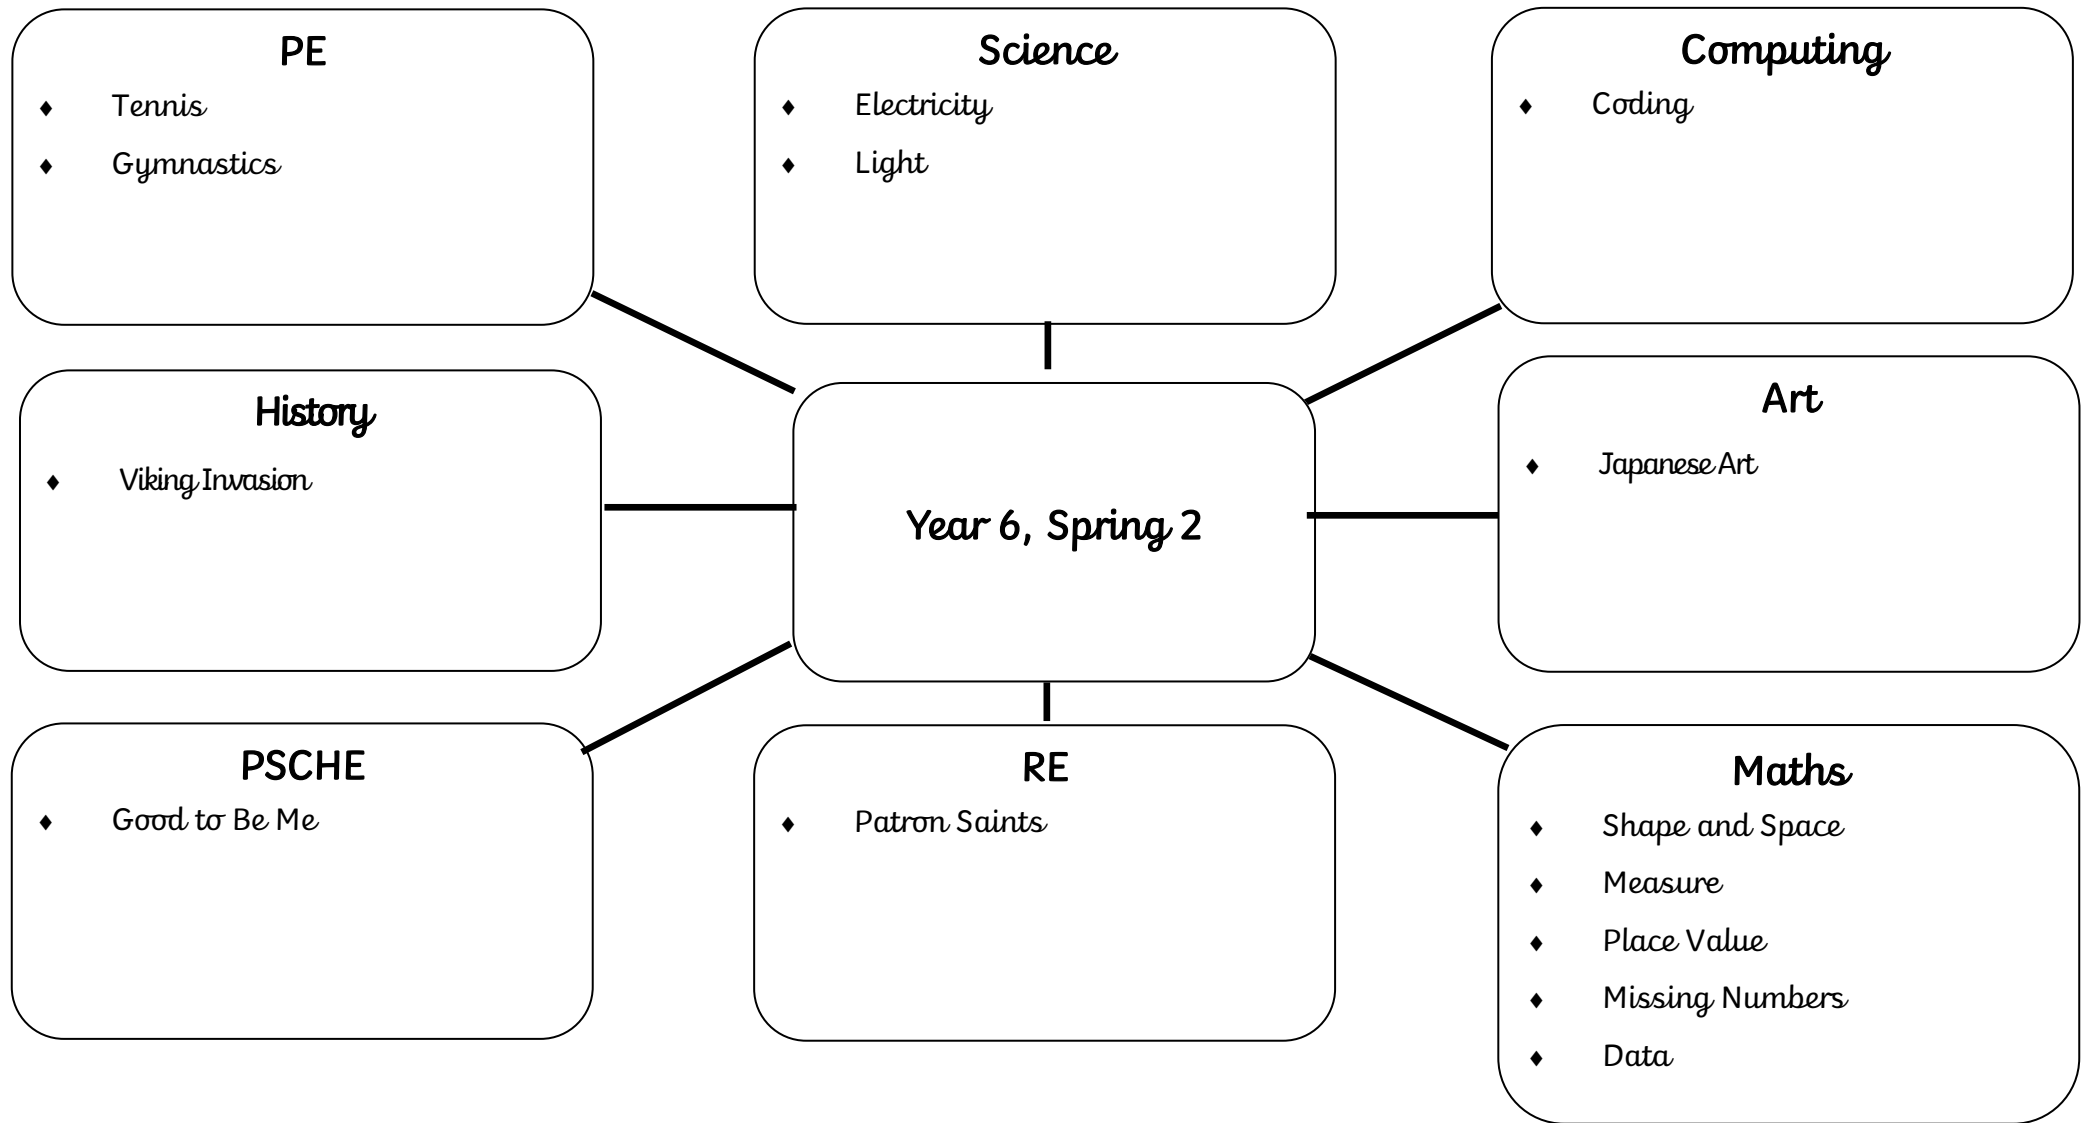 PE
♦ Tennis
♦ Gymnastics
Science
♦ Electricity
♦ Light
Computing
♦ Coding
History
♦ Viking Invasion
Year 6, Spring 2
Art
♦ Japanese Art
PSCHE
♦ Good to Be Me
RE
♦ Patron Saints
Maths
♦ Shape and Space
♦ Measure
♦ Place Value
♦ Missing Numbers
♦ Data